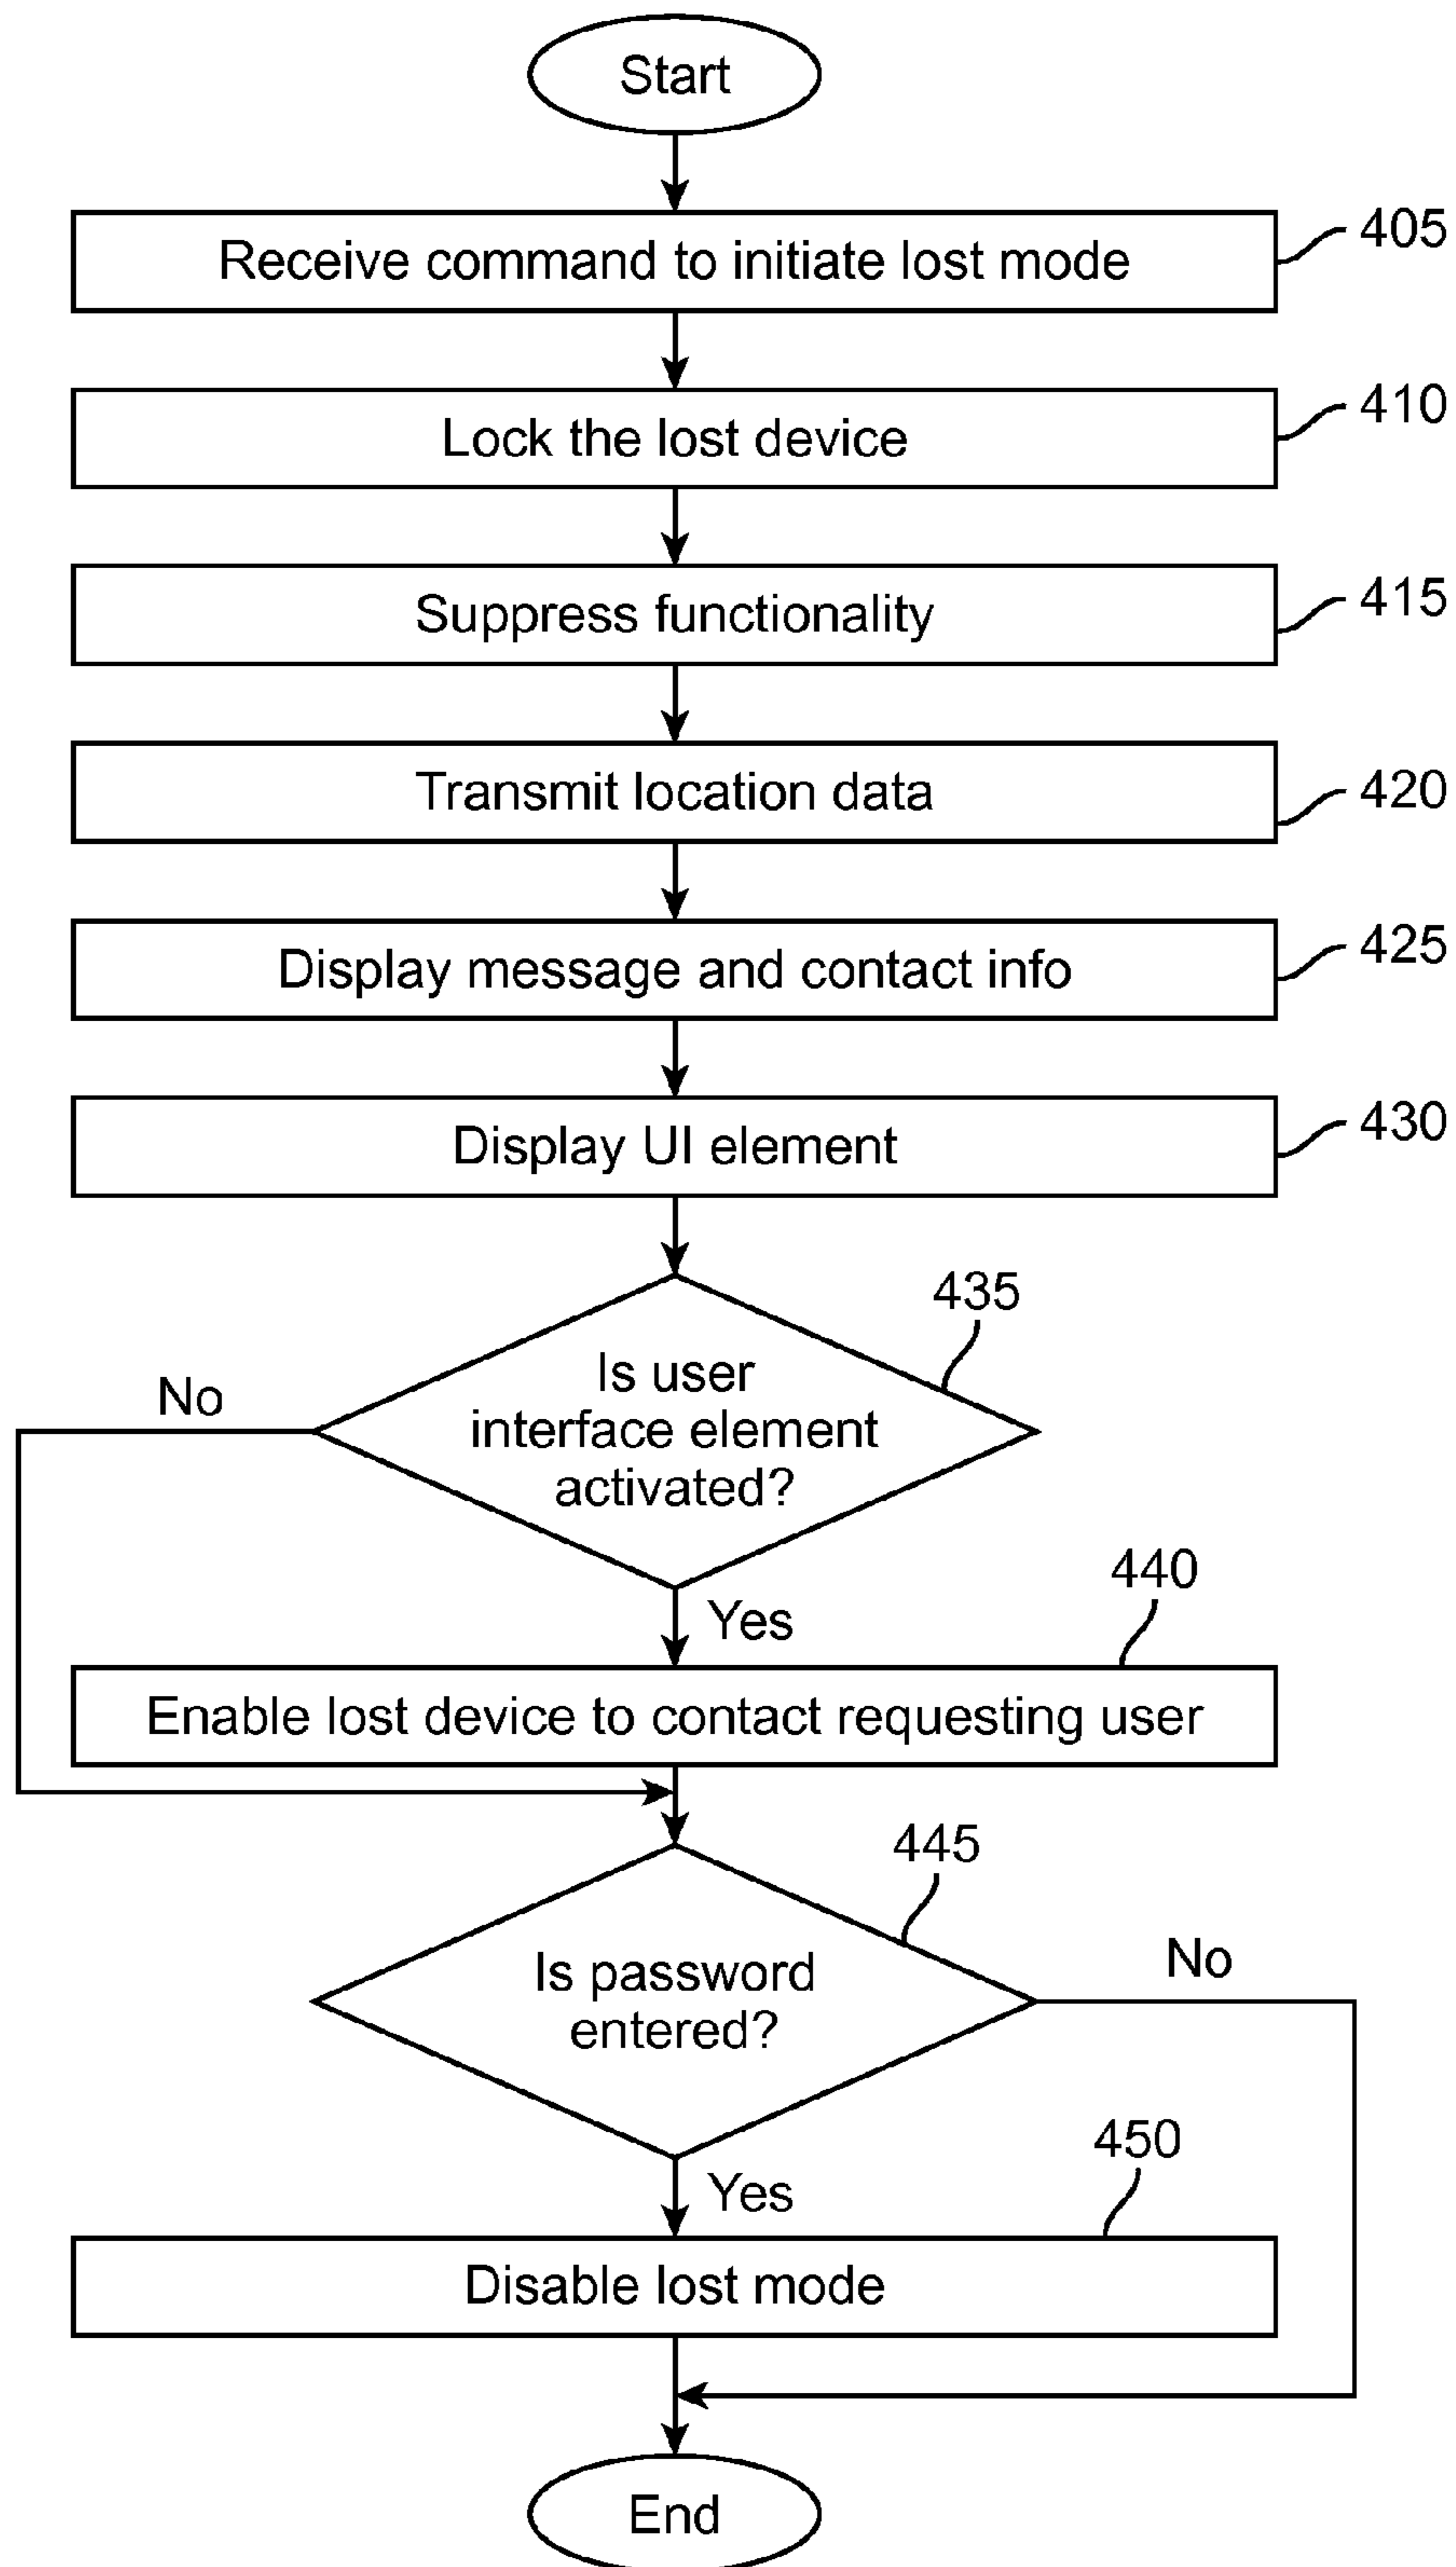 Start
Receive command to initiate lost mode
405
Lock the lost device
410
Suppress functionality
415
Transmit location data
420
Display message and contact info
425
Display UI element
430
435
Is user
interface element
activated?
No
Yes
440
Enable lost device to contact requesting user
445
Is password
entered?
No
Yes
450
Disable lost mode
End